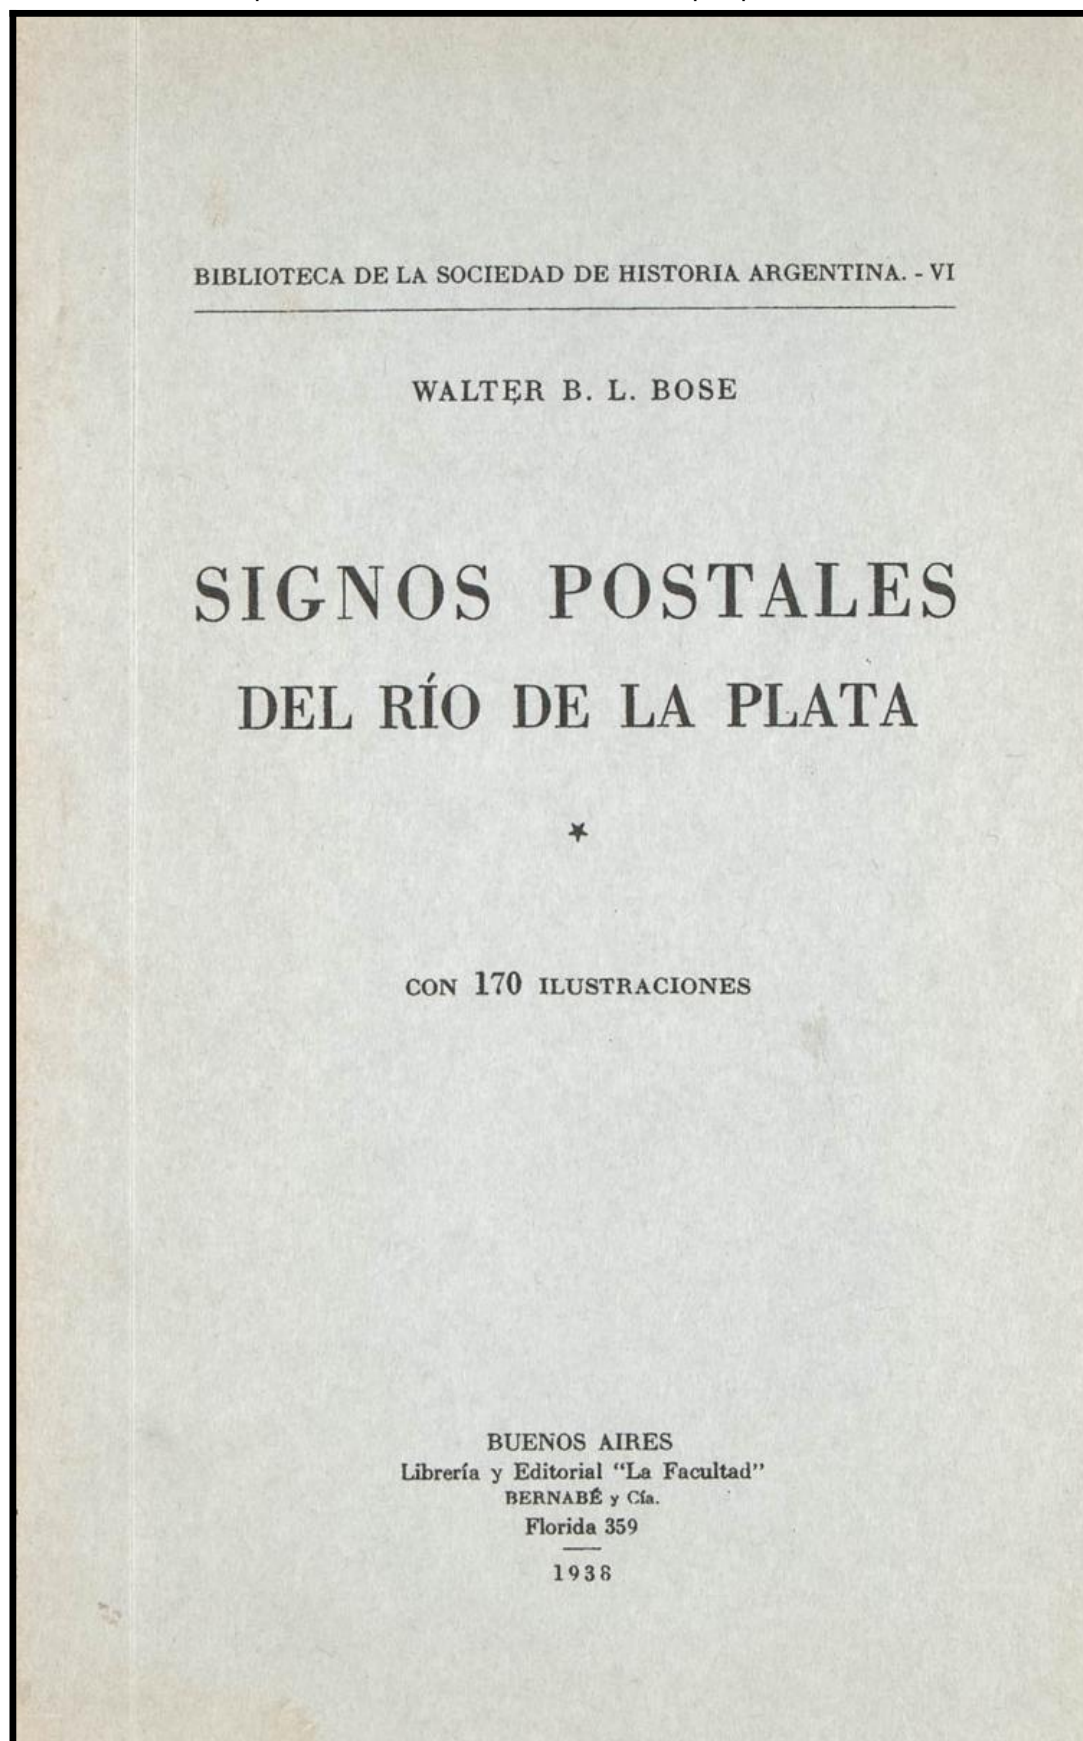 BIBLIOTECA DE LA SOCIEDAD DE HISTORIA ARGENTINA. - VI
WALTER B. L. BOSE
SIGNOS POSTALES
DEL RÍO DE LA PLATA
★
CON 170 ILUSTRACIONES
BUENOS AIRES
Librería y Editorial “La Facultad”
BERNABÉ y Cía.
Florida 359
1938